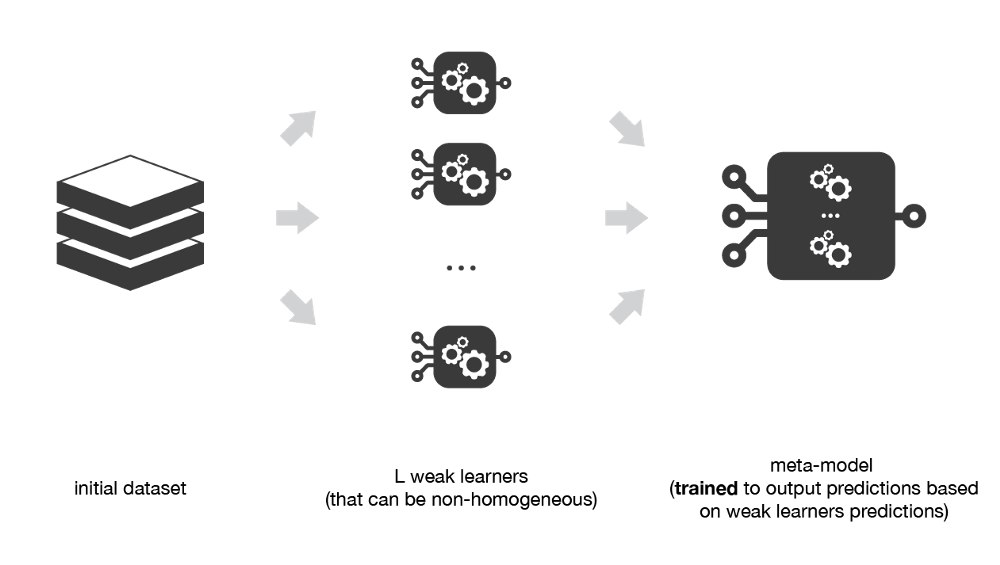 ...
...
initial dataset
L weak learners
(that can be non-homogeneous)
meta-model
(trained to output predictions based
on weak learners predictions)